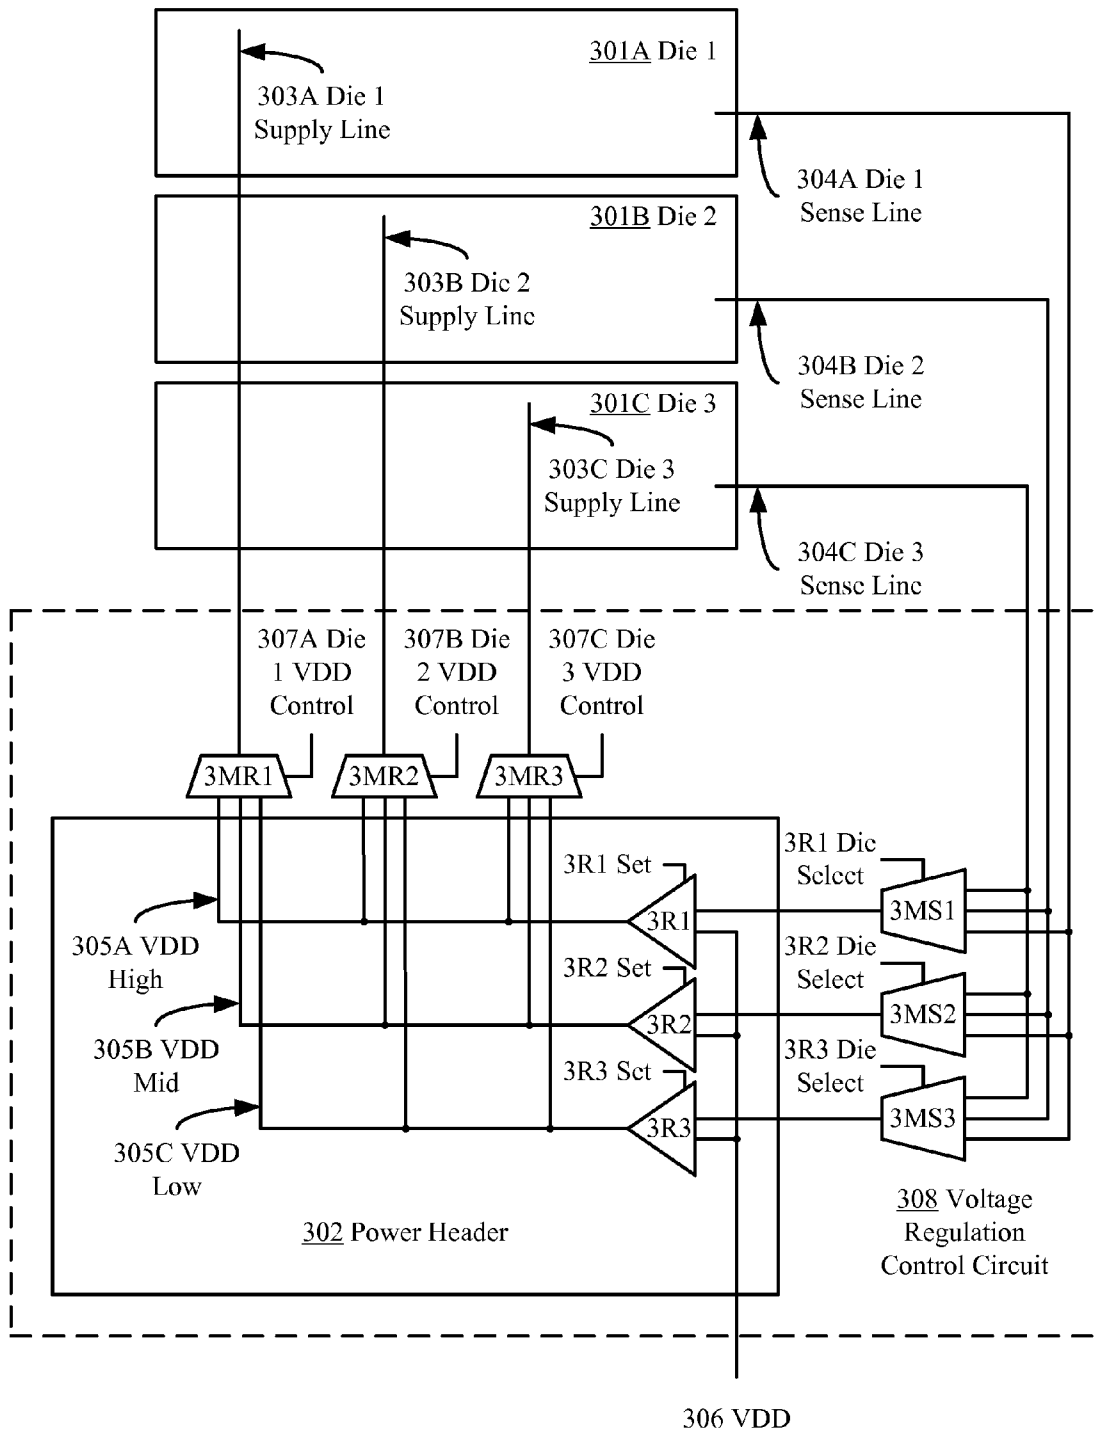 301A Die 1
303A Die 1
Supply Line
304A Die 1
Sense Line
301B Die 2
303B Die 2
Supply Line
304B Die 2
Sense Line
301C Die 3
303C Die 3
Supply Line
304C Die 3
Sense Line
307A Die
1 VDD
Control
307B Die
2 VDD
Control
307C Die
3 VDD
Control
3MR1
3MR2
3MR3
3R1 Set
3R1
3R1 Die
Select
3MS1
305A VDD
High
3R2 Set
3R2
3R2 Die
Select
3MS2
305B VDD
Mid
3R3 Set
3R3
3R3 Die
Select
3MS3
305C VDD
Low
302 Power Header
308 Voltage
Regulation
Control Circuit
306 VDD